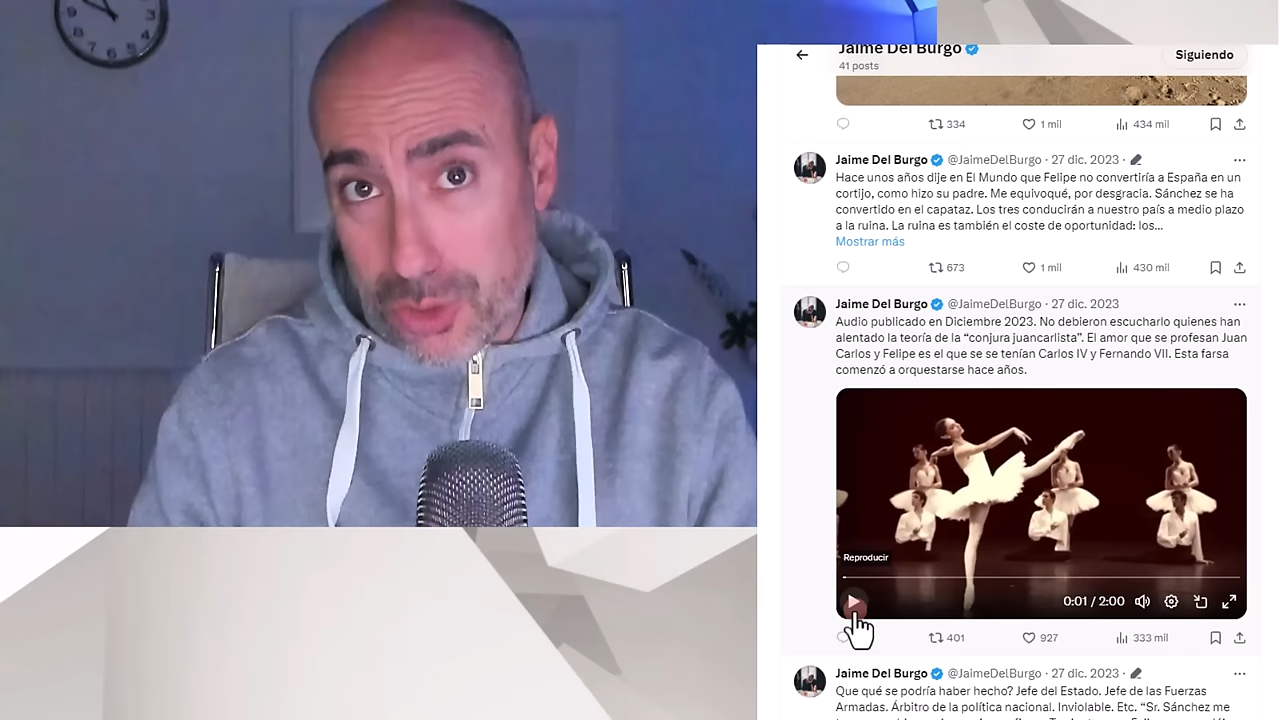 Jaime Del Burgo
41 posts
Siguiendo
334
1 mil
434 mil
Jaime Del Burgo @JaimeDelBurgo · 27 dic. 2023 ·
Hace unos años dije en El Mundo que Felipe no convertiría a España en un
cortijo, como hizo su padre. Me equivoqué, por desgracia. Sánchez se ha
convertido en el capataz. Los tres conducirán a nuestro país a medio plazo
a la ruina. La ruina es también el coste de oportunidad: los...
Mostrar más
673
1 mil
430 mil
Jaime Del Burgo @JaimeDelBurgo · 27 dic. 2023
Audio publicado en Diciembre 2023. No debieron escucharlo quienes han
alentado la teoría de la “conjura juancarlista”. El amor que se profesan Juan
Carlos y Felipe es el que se se tenían Carlos IV y Fernando VII. Esta farsa
comenzó a orquestarse hace años.
Reproducir
0:01 / 2:00
401
927
333 mil
Jaime Del Burgo @JaimeDelBurgo · 27 dic. 2023 ·
Que qué se podría haber hecho? Jefe del Estado. Jefe de las Fuerzas
Armadas. Árbitro de la política nacional. Inviolable. Etc. “Sr. Sánchez me